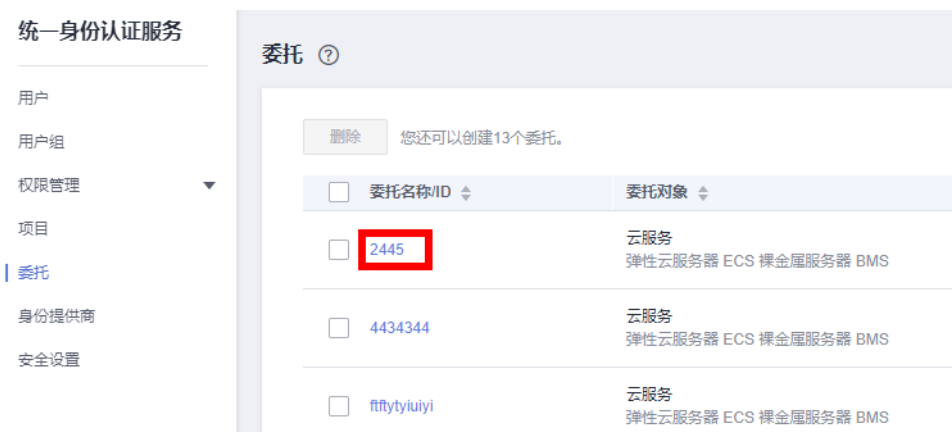 统一身份认证服务
用户
用户组
权限管理
项目
委托
身份提供商
安全设置
委托 ?
删除 您还可以创建13个委托。
委托名称/ID 委托对象
2445 云服务
弹性云服务器 ECS 裸金属服务器 BMS
4434344 云服务
弹性云服务器 ECS 裸金属服务器 BMS
ftftytyiuiyi 云服务
弹性云服务器 ECS 裸金属服务器 BMS